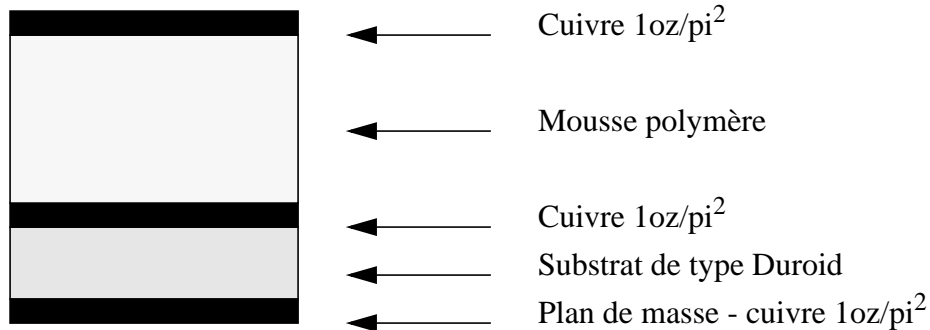 Cuivre 1oz/pi²
Mousse polymère
Cuivre 1oz/pi²
Substrat de type Duroid
Plan de masse - cuivre 1oz/pi²